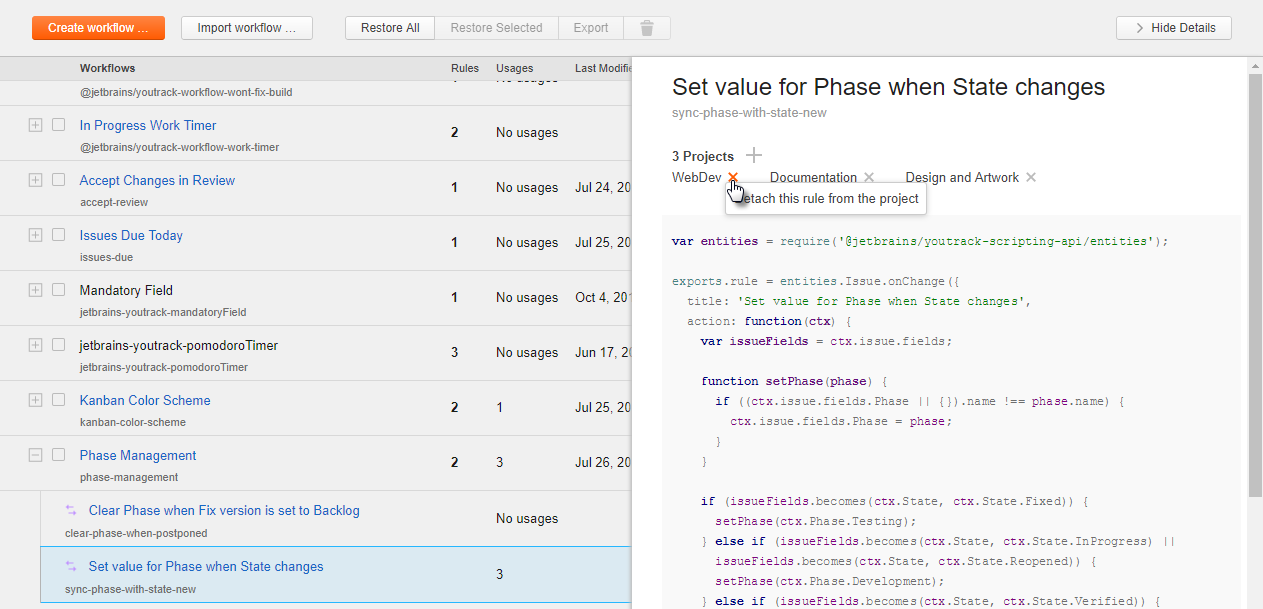 Create workflow ...
Import workflow ...
Restore All
Restore Selected
Export
Hide Details
Workflows
Rules
Usages
Last Modifie
@jetbrains/youtrack-workflow-wont-fix-build
No usages
In Progress Work Timer
2
No usages
@jetbrains/youtrack-workflow-work-timer
Accept Changes in Review
1
No usages
Jul 24, 20
accept-review
Issues Due Today
1
No usages
Jul 25, 20
issues-due
Mandatory Field
1
No usages
Oct 4, 201
jetbrains-youtrack-mandatoryField
jetbrains-youtrack-pomodoroTimer
3
No usages
Jun 17, 20
jetbrains-youtrack-pomodoroTimer
Kanban Color Scheme
2
1
Jul 25, 20
kanban-color-scheme
Phase Management
2
3
Jul 26, 20
phase-management
Clear Phase when Fix version is set to Backlog
No usages
clear-phase-when-postponed
Set value for Phase when State changes
3
sync-phase-with-state-new
Set value for Phase when State changes
sync-phase-with-state-new
3 Projects
WebDev
Documentation
Design and Artwork
etach this rule from the project
var entities = require('@jetbrains/youtrack-scripting-api/entities');
exports.rule = entities.Issue.onChange({
title: 'Set value for Phase when State changes',
action: function(ctx) {
var issueFields = ctx.issue.fields;
function setPhase(phase) {
if ((ctx.issue.fields.Phase || {}).name !== phase.name) {
ctx.issue.fields.Phase = phase;
}
}
if (issueFields.becomes(ctx.State, ctx.State.Fixed)) {
setPhase(ctx.Phase.Testing);
} else if (issueFields.becomes(ctx.State, ctx.State.InProgress) ||
issueFields.becomes(ctx.State, ctx.State.Reopened)) {
setPhase(ctx.Phase.Development);
} else if (issueFields.becomes(ctx.State, ctx.State.Verified)) {